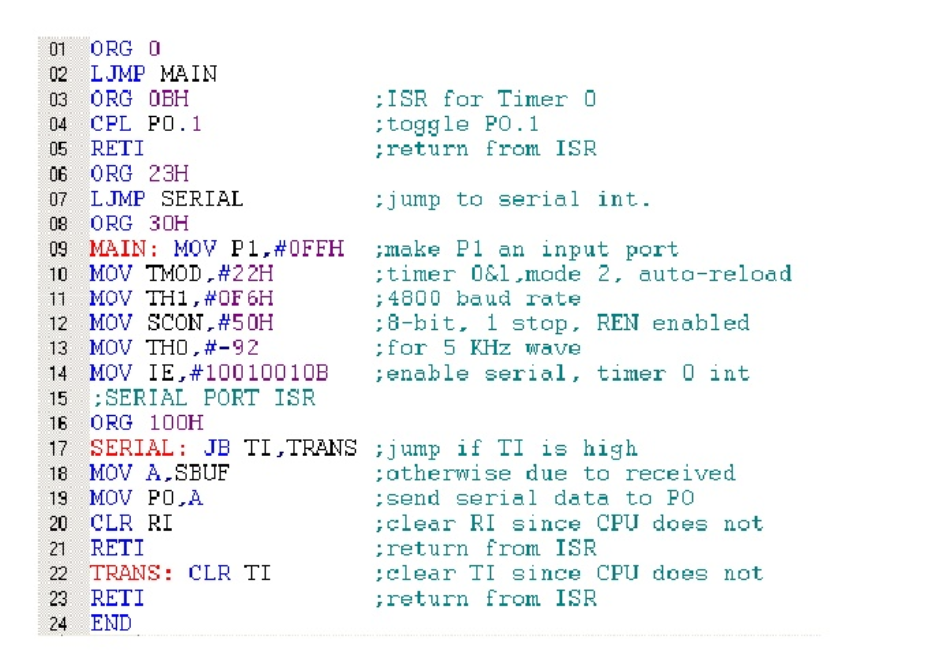 01 ORG 0
02 LJMP MAIN
03 ORG 0BH ;ISR for Timer 0
04 CPL P0.1 ;toggle P0.1
05 RETI ;return from ISR
06 ORG 23H
07 LJMP SERIAL ;jump to serial int.
08 ORG 30H
09 MAIN: MOV P1,#0FFH ;make P1 an input port
10 MOV TMOD,#22H ;timer 0&1,mode 2, auto-reload
11 MOV TH1,#0F6H ;4800 baud rate
12 MOV SCON,#50H ;8-bit, 1 stop, REN enabled
13 MOV TH0,#-92 ;for 5 KHz wave
14 MOV IE,#10010010B ;enable serial, timer 0 int
15 ;SERIAL PORT ISR
16 ORG 100H
17 SERIAL: JB TI,TRANS ;jump if TI is high
18 MOV A,SBUF ;otherwise due to received
19 MOV P0,A ;send serial data to P0
20 CLR RI ;clear RI since CPU does not
21 RETI ;return from ISR
22 TRANS: CLR TI ;clear TI since CPU does not
23 RETI ;return from ISR
24 END